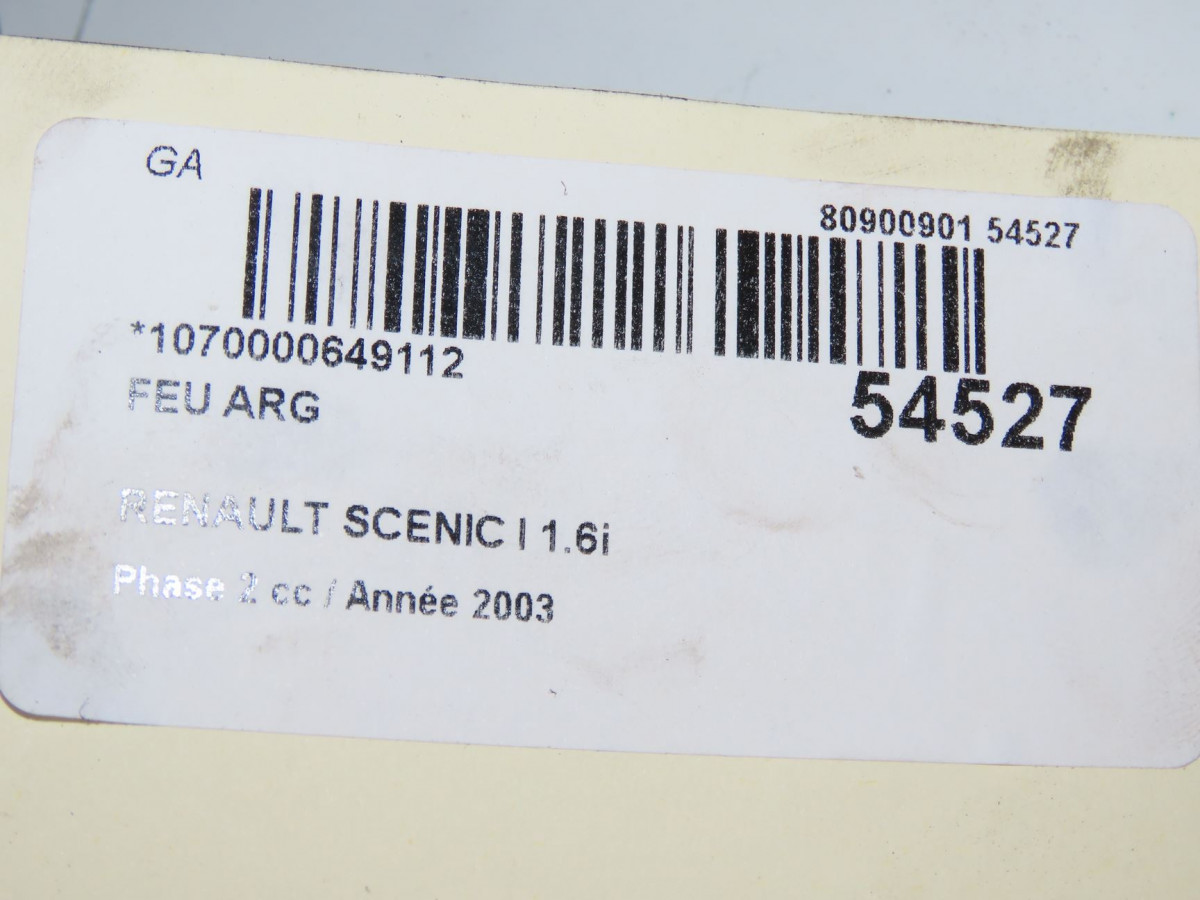 GA
80900901 54527
*1070000649112
54527
FEU ARG
RENAULT SCENIC I 1.6i
Phase 2 cc / Année 2003